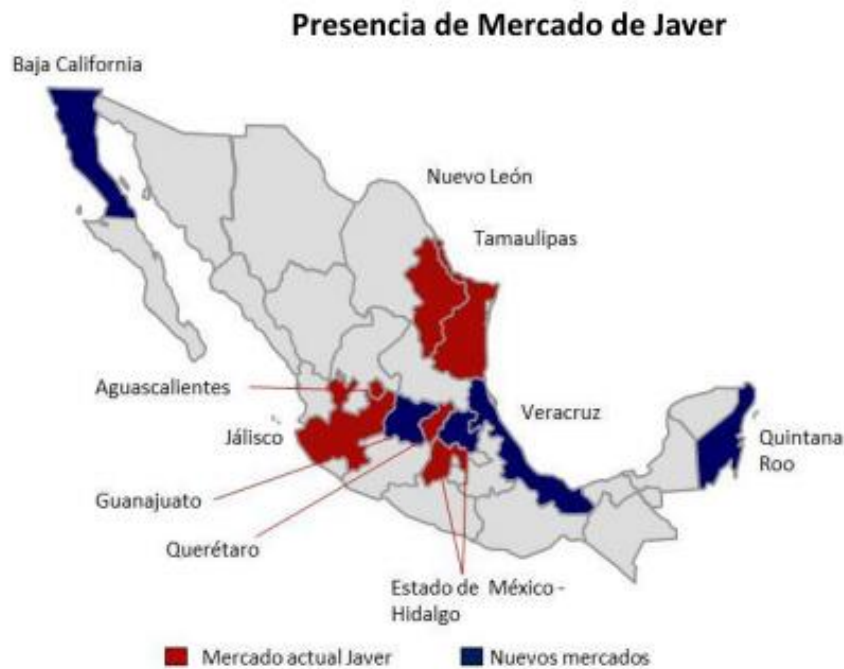 Presencia de Mercado de Javer
Baja California
Nuevo León
Tamaulipas
Aguascalientes
Veracruz
Jálisco
Quintana
Roo
Guanajuato
Querétaro
Estado de México -
Hidalgo
Mercado actual Javer
Nuevos mercados